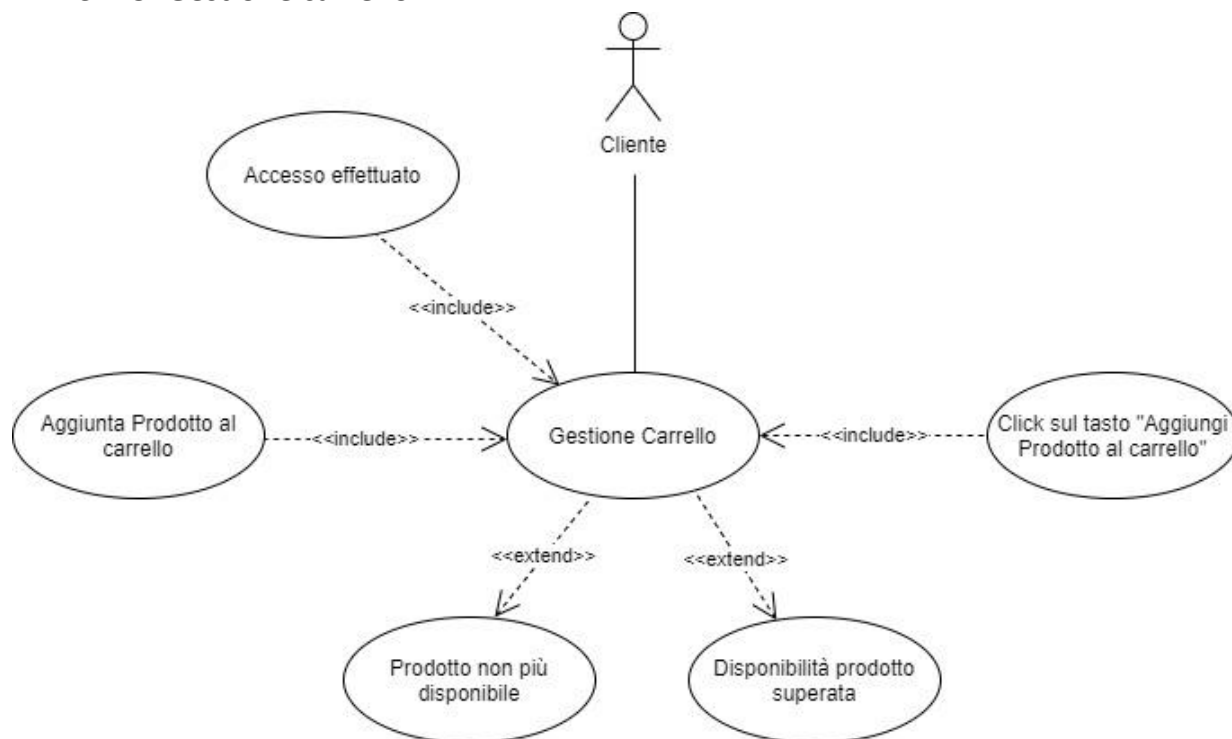 Cliente
Accesso effettuato
<<include>>
Aggiunta Prodotto al
carrello
<<include>>
Gestione Carrello
<<include>>
Click sul tasto "Aggiungi
Prodotto al carrello"
<<extend>>
<<extend>>
Prodotto non più
disponibile
Disponibilità prodotto
superata